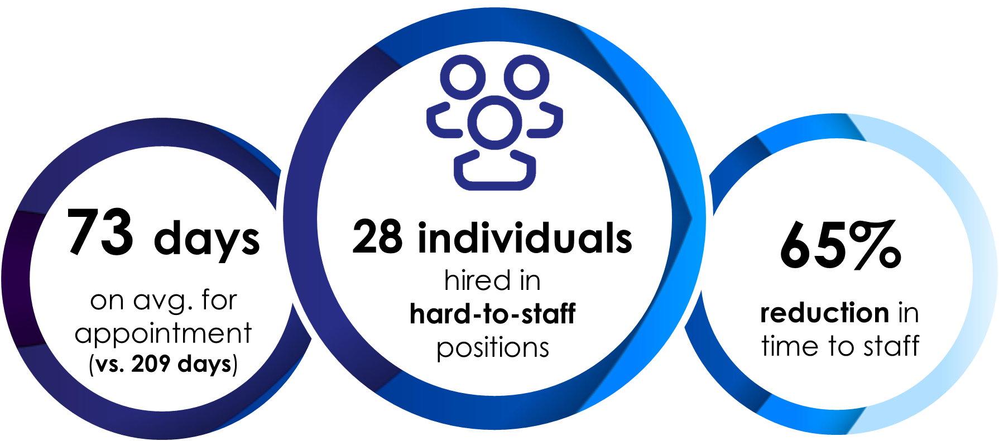 73 days
on avg. for
appointment
(vs. 209 days)
28 individuals
hired in
hard-to-staff
positions
65%
reduction in
time to staff